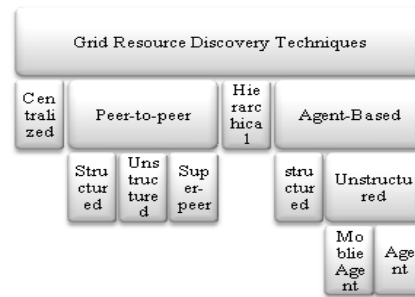 Grid Resource Discovery Techniques
Cen
trali
zed
Peer-to-peer
Hie
rarc
hica
l
Agent-Based
Stru
ctur
ed
Uns
truc
ture
d
Sup
er-
peer
stru
ctur
ed
Unstructu
red
Mo
blie
Age
nt
Age
nt